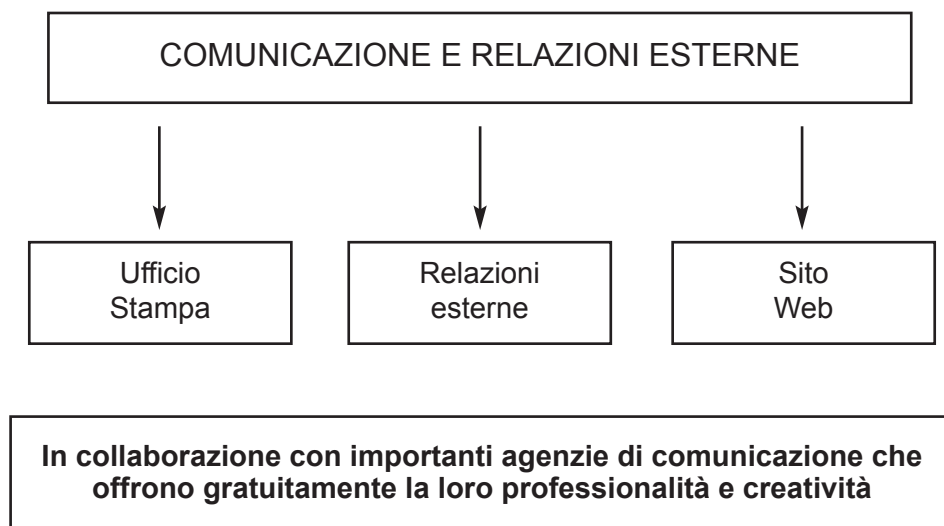 COMUNICAZIONE E RELAZIONI ESTERNE
Ufficio
Stampa
Relazioni
esterne
Sito
Web
In collaborazione con importanti agenzie di comunicazione che
offrono gratuitamente la loro professionalità e creatività